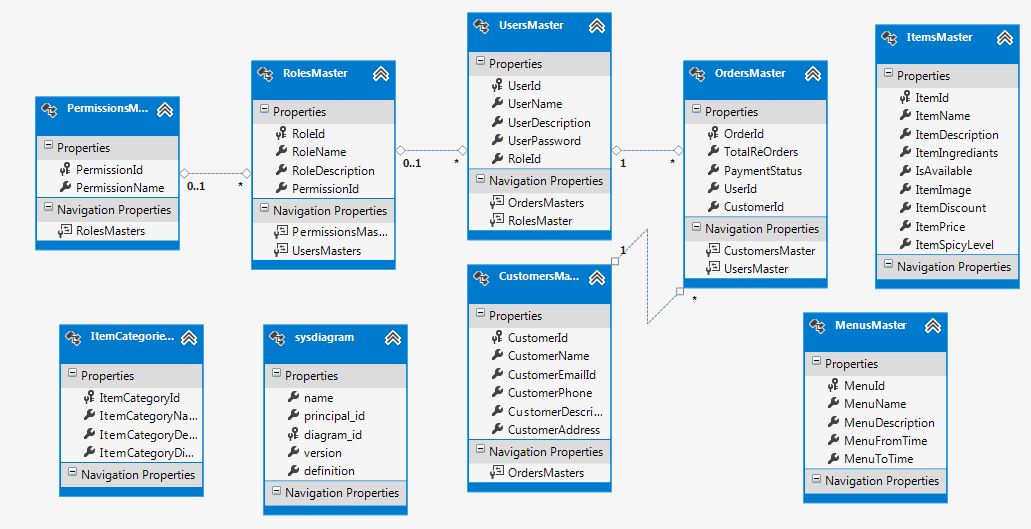 PermissionsM...
Properties
PermissionId
PermissionName
Navigation Properties
RolesMasters
0..1
*
RolesMaster
Properties
RoleId
RoleName
RoleDescription
PermissionId
Navigation Properties
PermissionsMas...
UsersMasters
0..1
*
UsersMaster
Properties
UserId
UserName
UserDescription
UserPassword
RoleId
Navigation Properties
OrdersMasters
RolesMaster
1
*
OrdersMaster
Properties
OrderId
TotalReOrders
PaymentStatus
UserId
CustomerId
Navigation Properties
CustomersMaster
UsersMaster
ItemsMaster
Properties
ItemId
ItemName
ItemDescription
ItemIngrediants
IsAvailable
ItemImage
ItemDiscount
ItemPrice
ItemSpicyLevel
Navigation Properties
ItemCategorie...
Properties
ItemCategoryId
ItemCategoryNa...
ItemCategoryDe...
ItemCategoryDi...
Navigation Properties
sysdiagram
Properties
name
principal_id
diagram_id
version
definition
Navigation Properties
CustomersMa...
Properties
CustomerId
CustomerName
CustomerEmailId
CustomerPhone
CustomerDescri...
CustomerAddress
Navigation Properties
OrdersMasters
1
*
MenusMaster
Properties
MenuId
MenuName
MenuDescription
MenuFromTime
MenuToTime
Navigation Properties